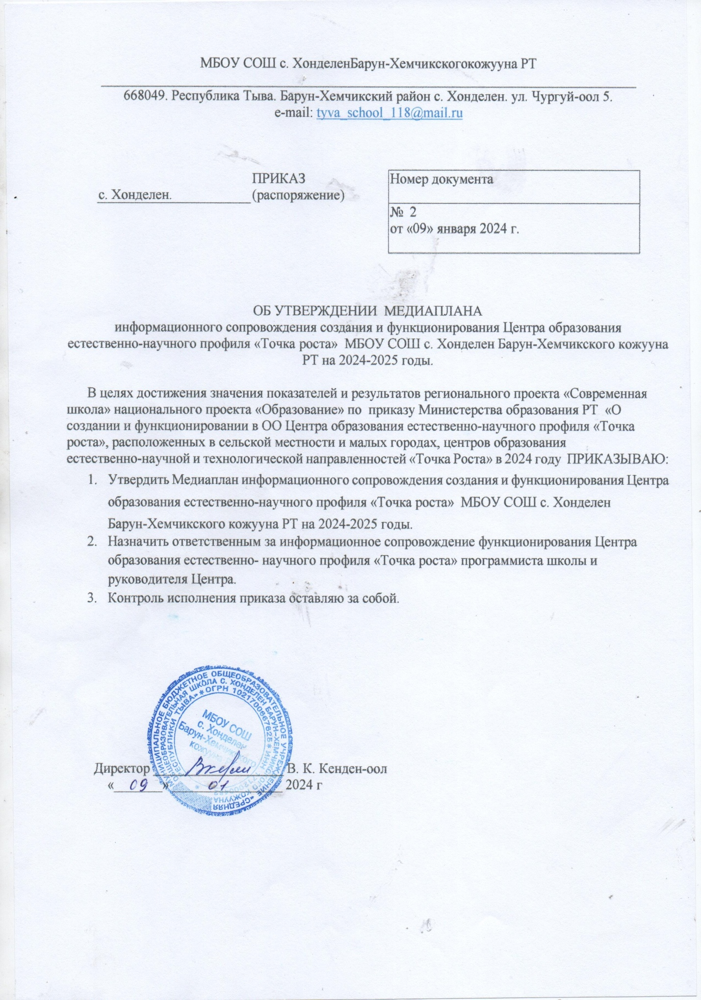 МБОУ СОШ с. ХонделенБарун-Хемчикскогокожууна РТ
668049. Республика Тыва. Барун-Хемчикский район с. Хонделен. ул. Чургуй-оол 5.
e-mail: tyva_school_118@mail.ru
ПРИКАЗ
с. Хонделен. (распоряжение)
Номер документа
№ 2
от «09» января 2024 г.
ОБ УТВЕРЖДЕНИИ МЕДИАПЛАНА
информационного сопровождения создания и функционирования Центра образования
естественно-научного профиля «Точка роста» МБОУ СОШ с. Хонделен Барун-Хемчикского кожууна
РТ на 2024-2025 годы.
В целях достижения значения показателей и результатов регионального проекта «Современная
школа» национального проекта «Образование» по приказу Министерства образования РТ «О
создании и функционировании в ОО Центра образования естественно-научного профиля «Точка
роста», расположенных в сельской местности и малых городах, центров образования
естественно-научной и технологической направленностей «Точка Роста» в 2024 году ПРИКАЗЫВАЮ:
1. Утвердить Медиаплан информационного сопровождения создания и функционирования Центра
образования естественно-научного профиля «Точка роста» МБОУ СОШ с. Хонделен
Барун-Хемчикского кожууна РТ на 2024-2025 годы.
2. Назначить ответственным за информационное сопровождение функционирования Центра
образования естественно- научного профиля «Точка роста» программиста школы и
руководителя Центра.
3. Контроль исполнения приказа оставляю за собой.
МУНИЦИПАЛЬНОЕ БЮДЖЕТНОЕ ОБЩЕОБРАЗОВАТЕЛЬНОЕ УЧРЕЖДЕНИЕ «СРЕДНЯЯ
ОБЩЕОБРАЗОВАТЕЛЬНАЯ ШКОЛА С. ХОНДЕЛЕН БАРУН-ХЕМЧИКСКОГО КОЖУУНА
РЕСПУБЛИКИ ТЫВА» * ОГРН 1021700667625 * ИНН
МБОУ СОШ
с. Хонделен
Барун-Хемчикского
кожууна
Директор В. К. Кенден-оол
« 09 » 01 2024 г